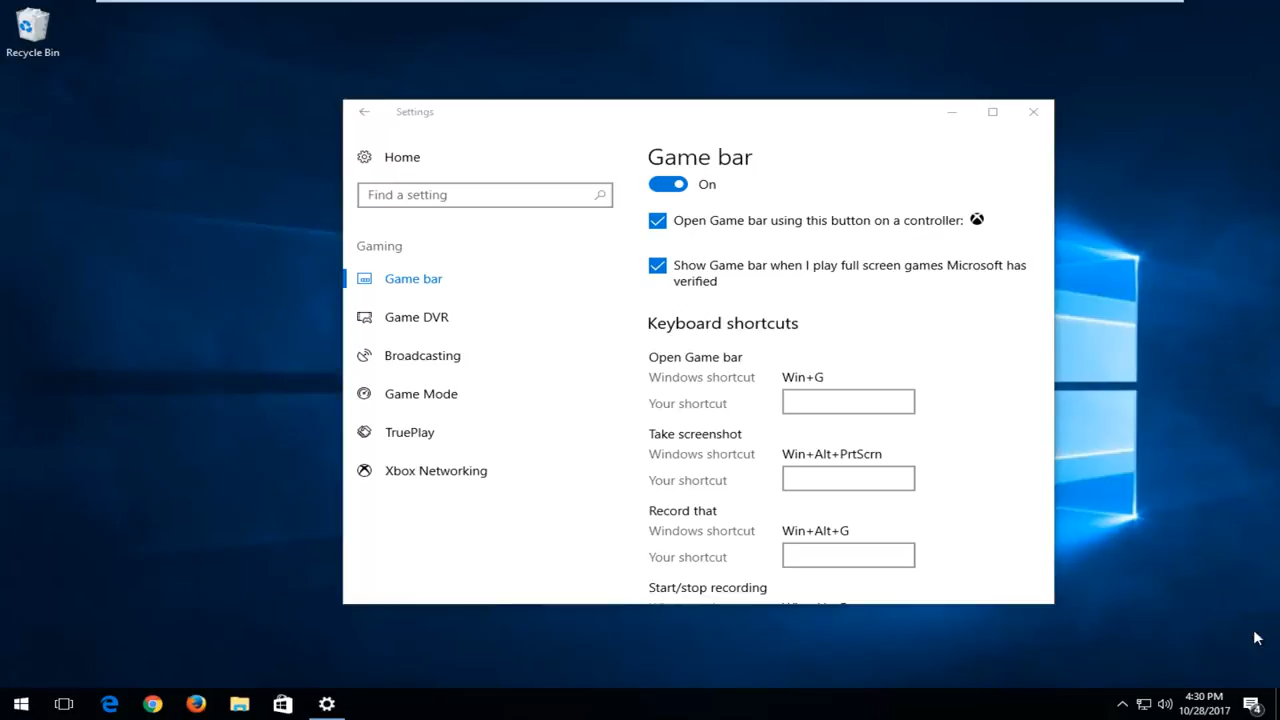 Recycle Bin
Settings
Home
Find a setting
Gaming
Game bar
Game DVR
Broadcasting
Game Mode
TruePlay
Xbox Networking
Game bar
On
Open Game bar using this button on a controller:
Show Game bar when I play full screen games Microsoft has
verified
Keyboard shortcuts
Open Game bar
Windows shortcut Win+G
Your shortcut
Take screenshot
Windows shortcut Win+Alt+PrtScrn
Your shortcut
Record that
Windows shortcut Win+Alt+G
Your shortcut
Start/stop recording
4:30 PM
10/28/2017
4